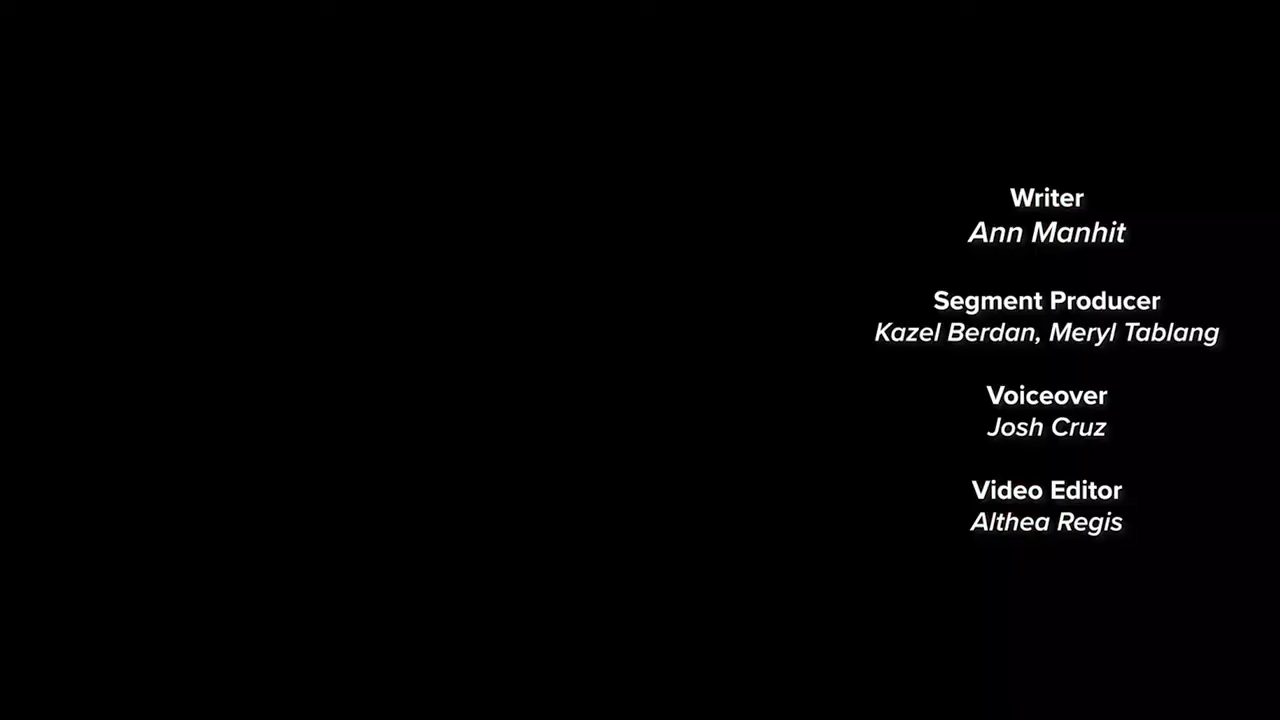 Writer
Ann Manhit
Segment Producer
Kazel Berdan, Meryl Tablang
Voiceover
Josh Cruz
Video Editor
Althea Regis